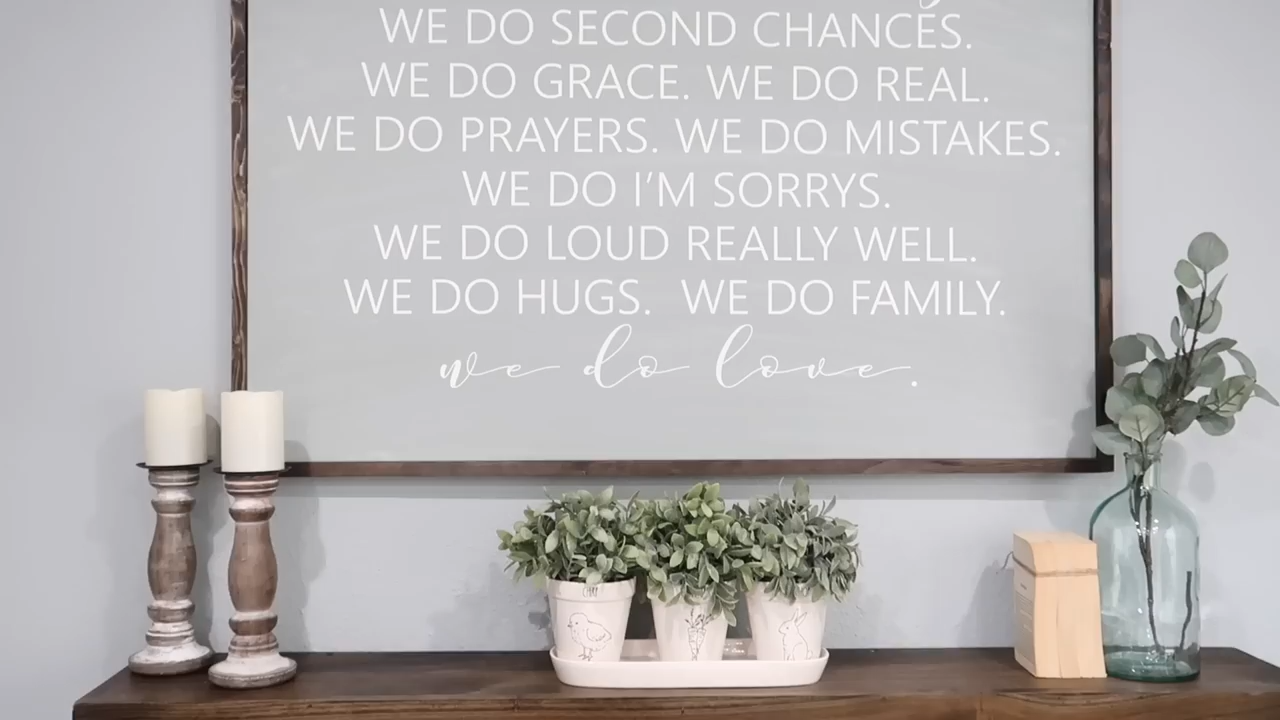 WE DO SECOND CHANCES.
WE DO GRACE. WE DO REAL.
WE DO PRAYERS. WE DO MISTAKES.
WE DO I'M SORRYS.
WE DO LOUD REALLY WELL.
WE DO HUGS. WE DO FAMILY.
we do love.